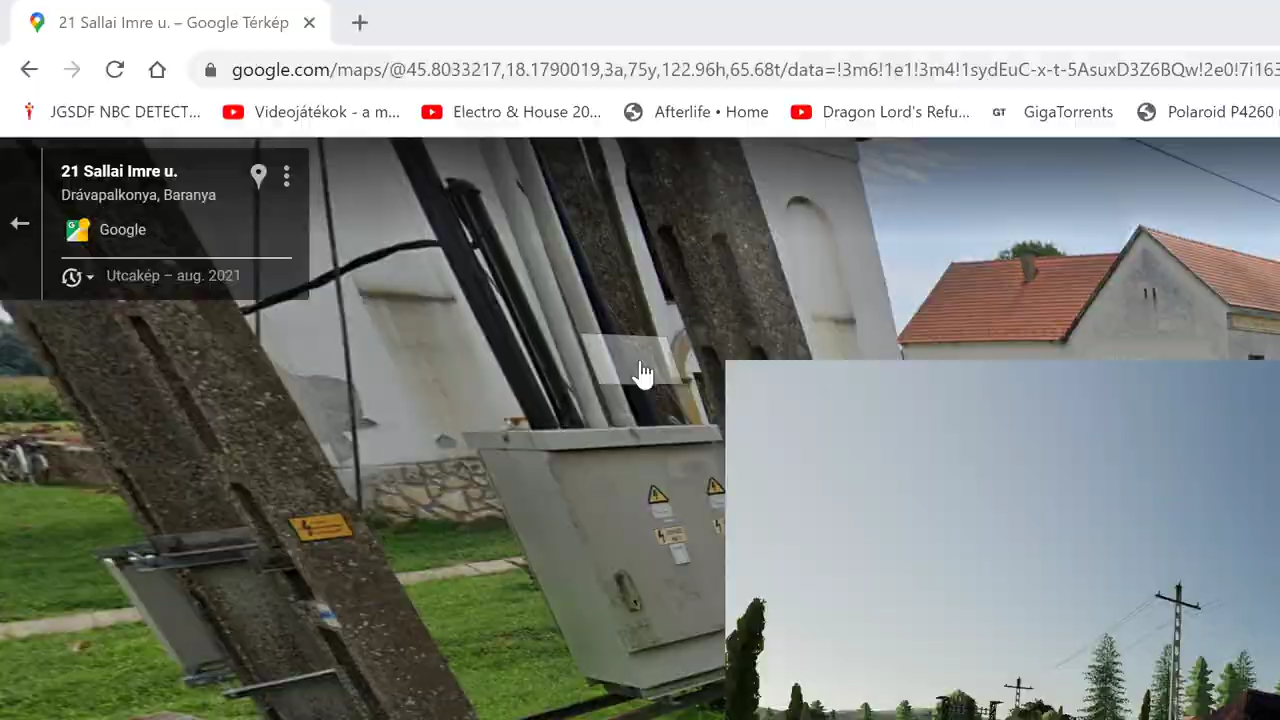 21 Sallai Imre u. – Google Térkép
google.com/maps/@45.8033217,18.1790019,3a,75y,122.96h,65.68t/data=!3m6!1e1!3m4!1sydEuC-x-t-5AsuxD3Z6BQw!2e0!7i163
JGSDF NBC DETECT... Videojátékok - a m... Electro & House 20... Afterlife • Home Dragon Lord's Refu... GT GigaTorrents Polaroid P4260
21 Sallai Imre u.
Drávapalkonya, Baranya
Google
Utcakép – aug. 2021